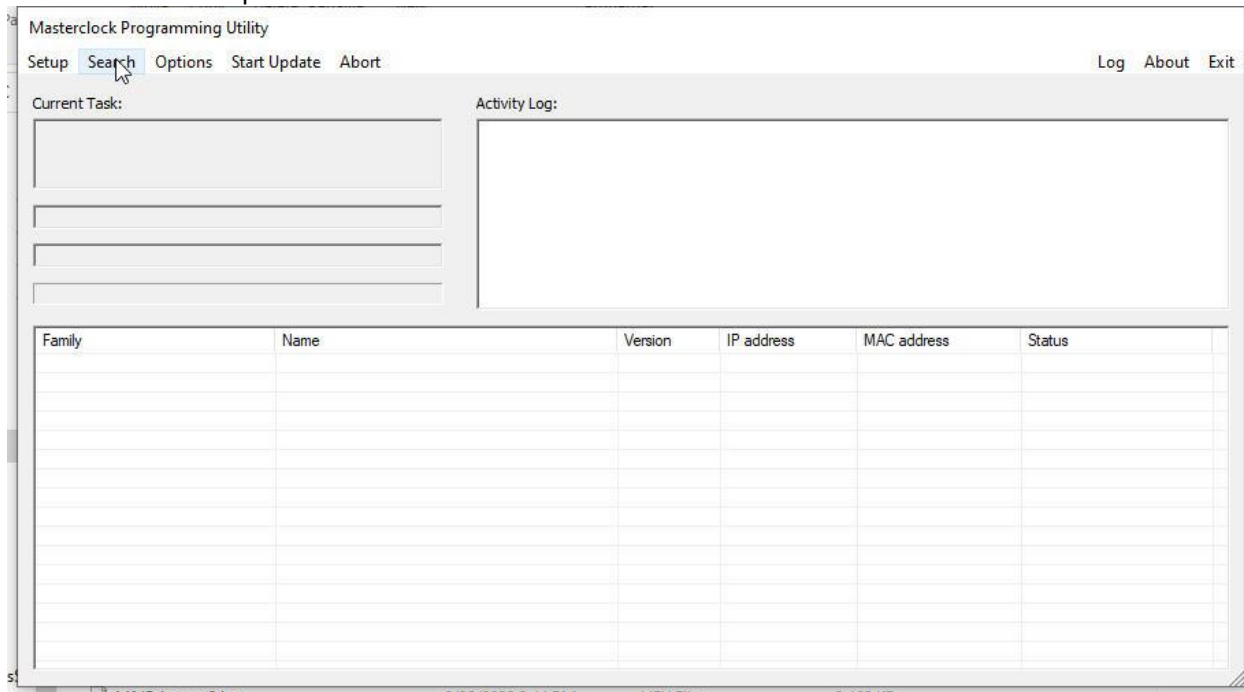 Masterclock Programming Utility
Setup Search Options Start Update Abort Log About Exit
Current Task: Activity Log:
Family Name Version IP address MAC address Status